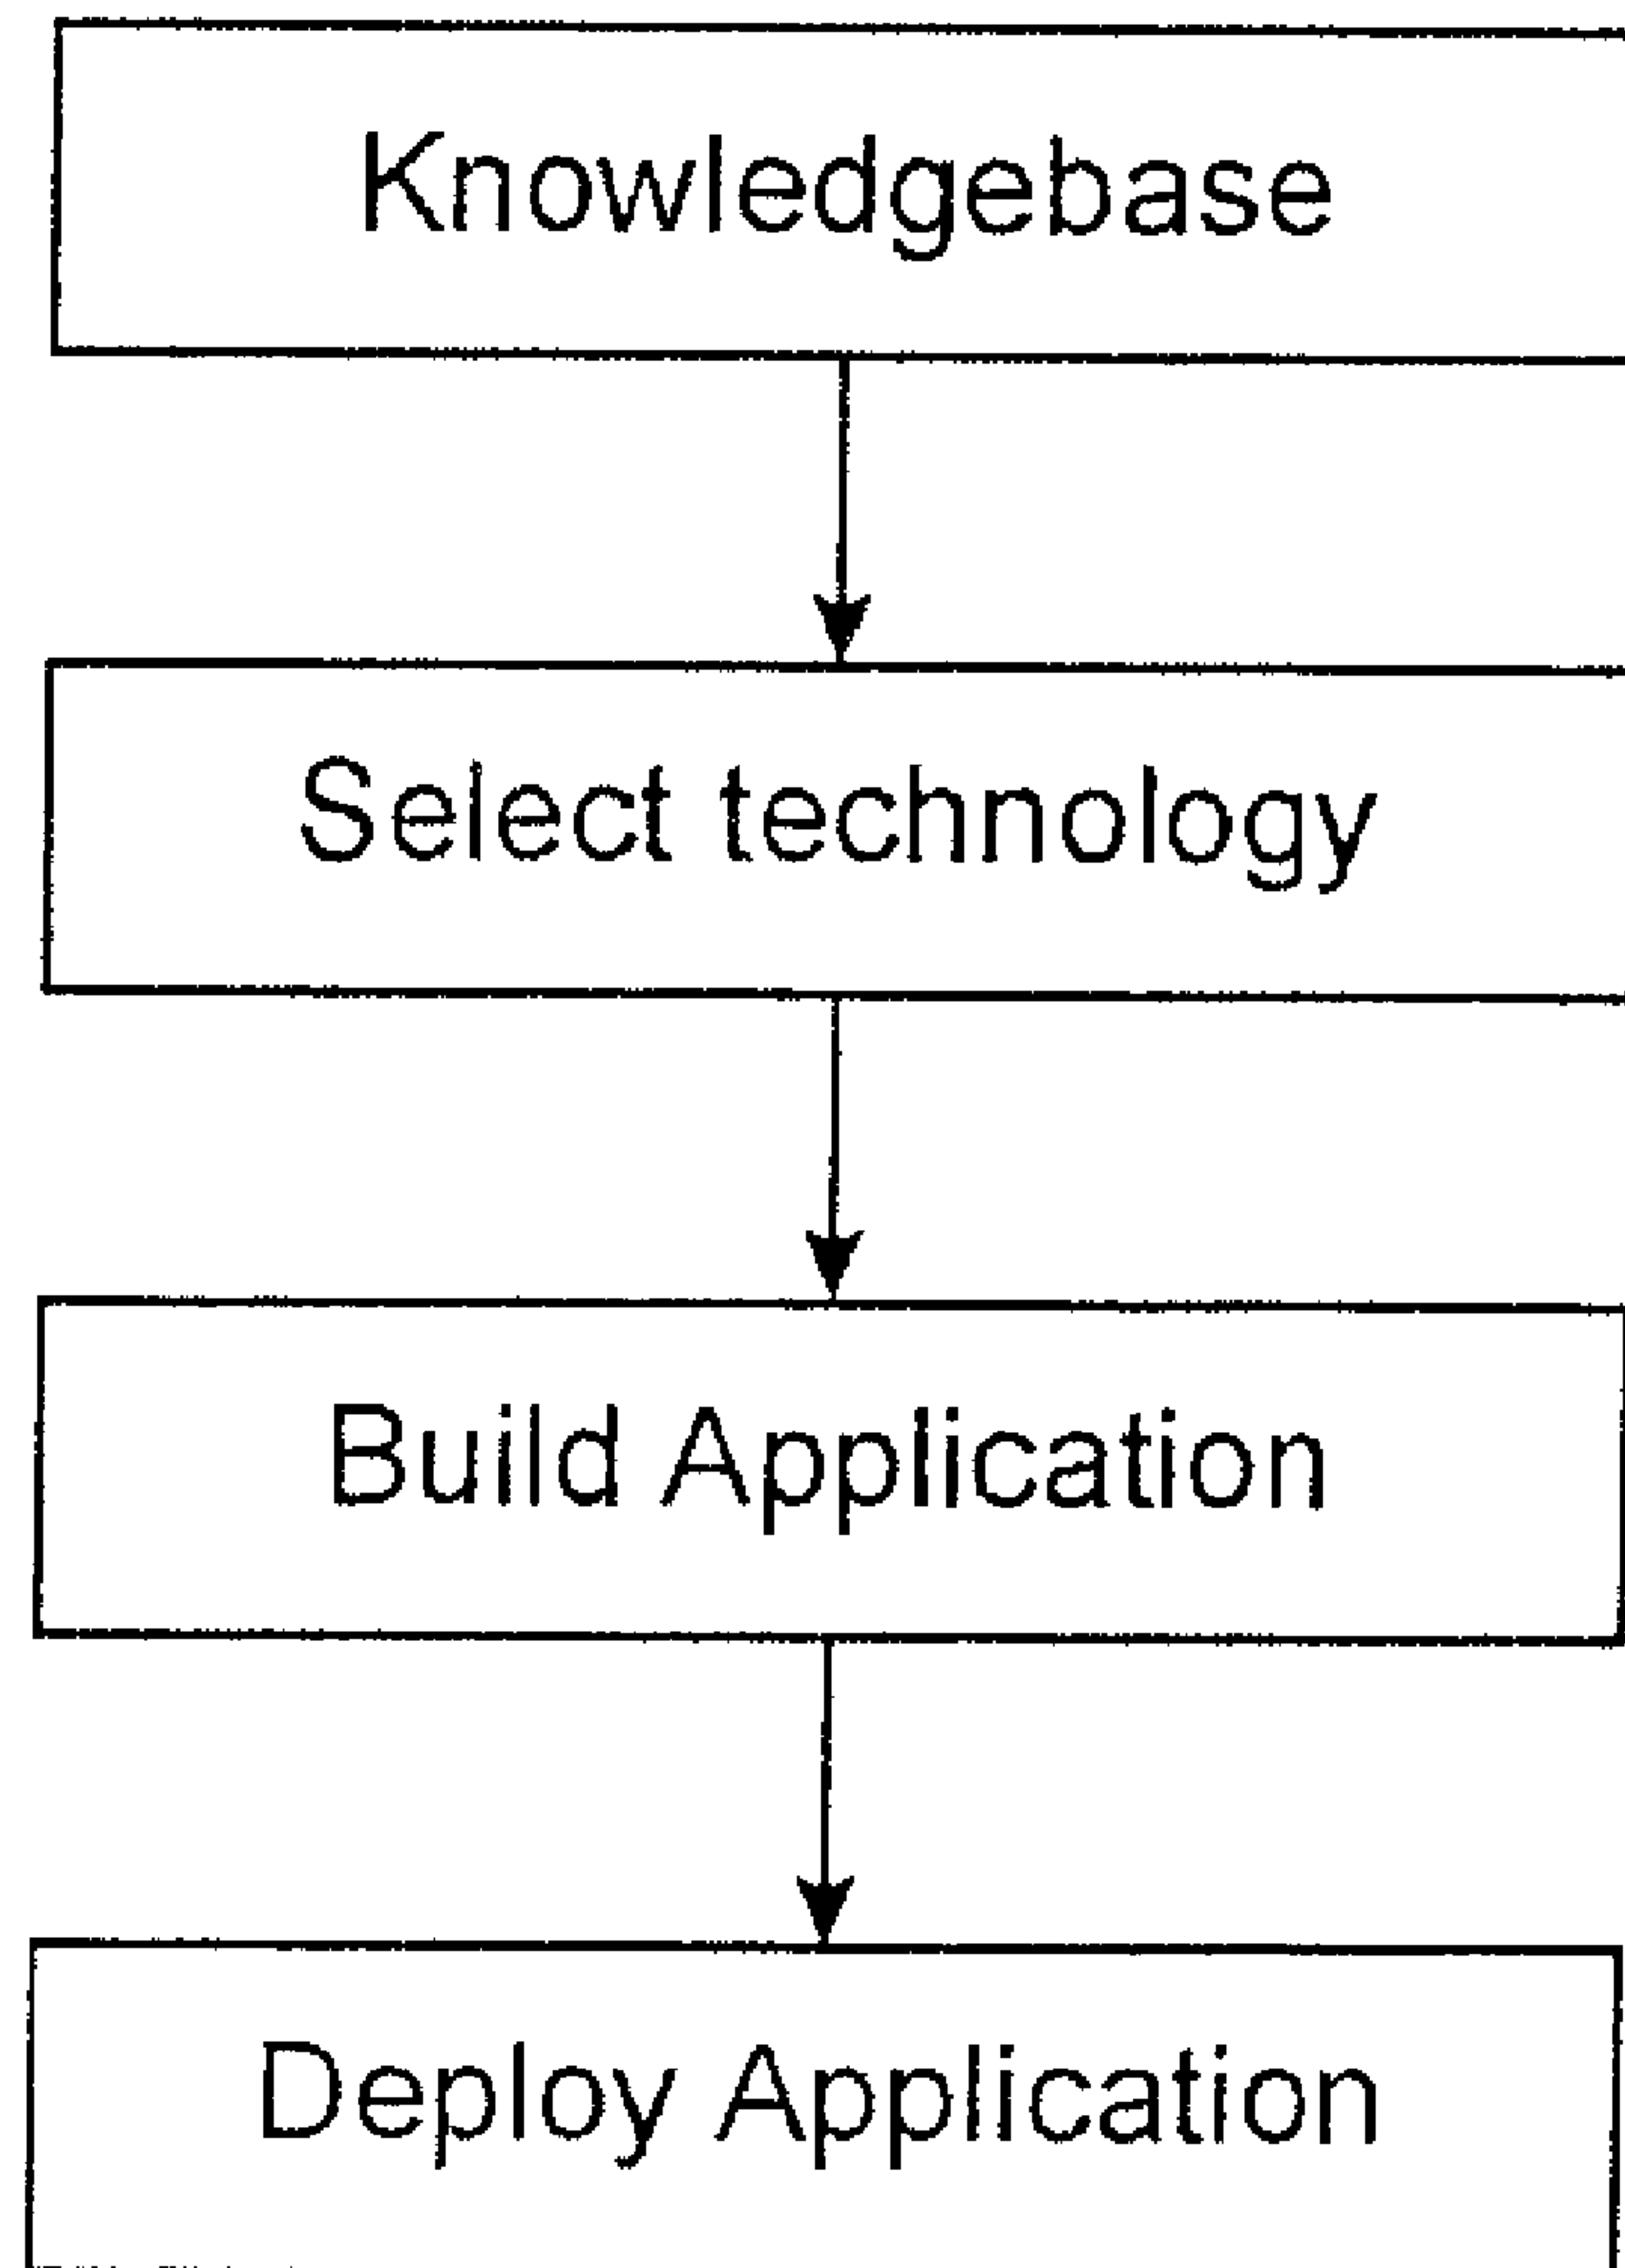 Knowledgebase
Select technology
Build Application
Deploy Application